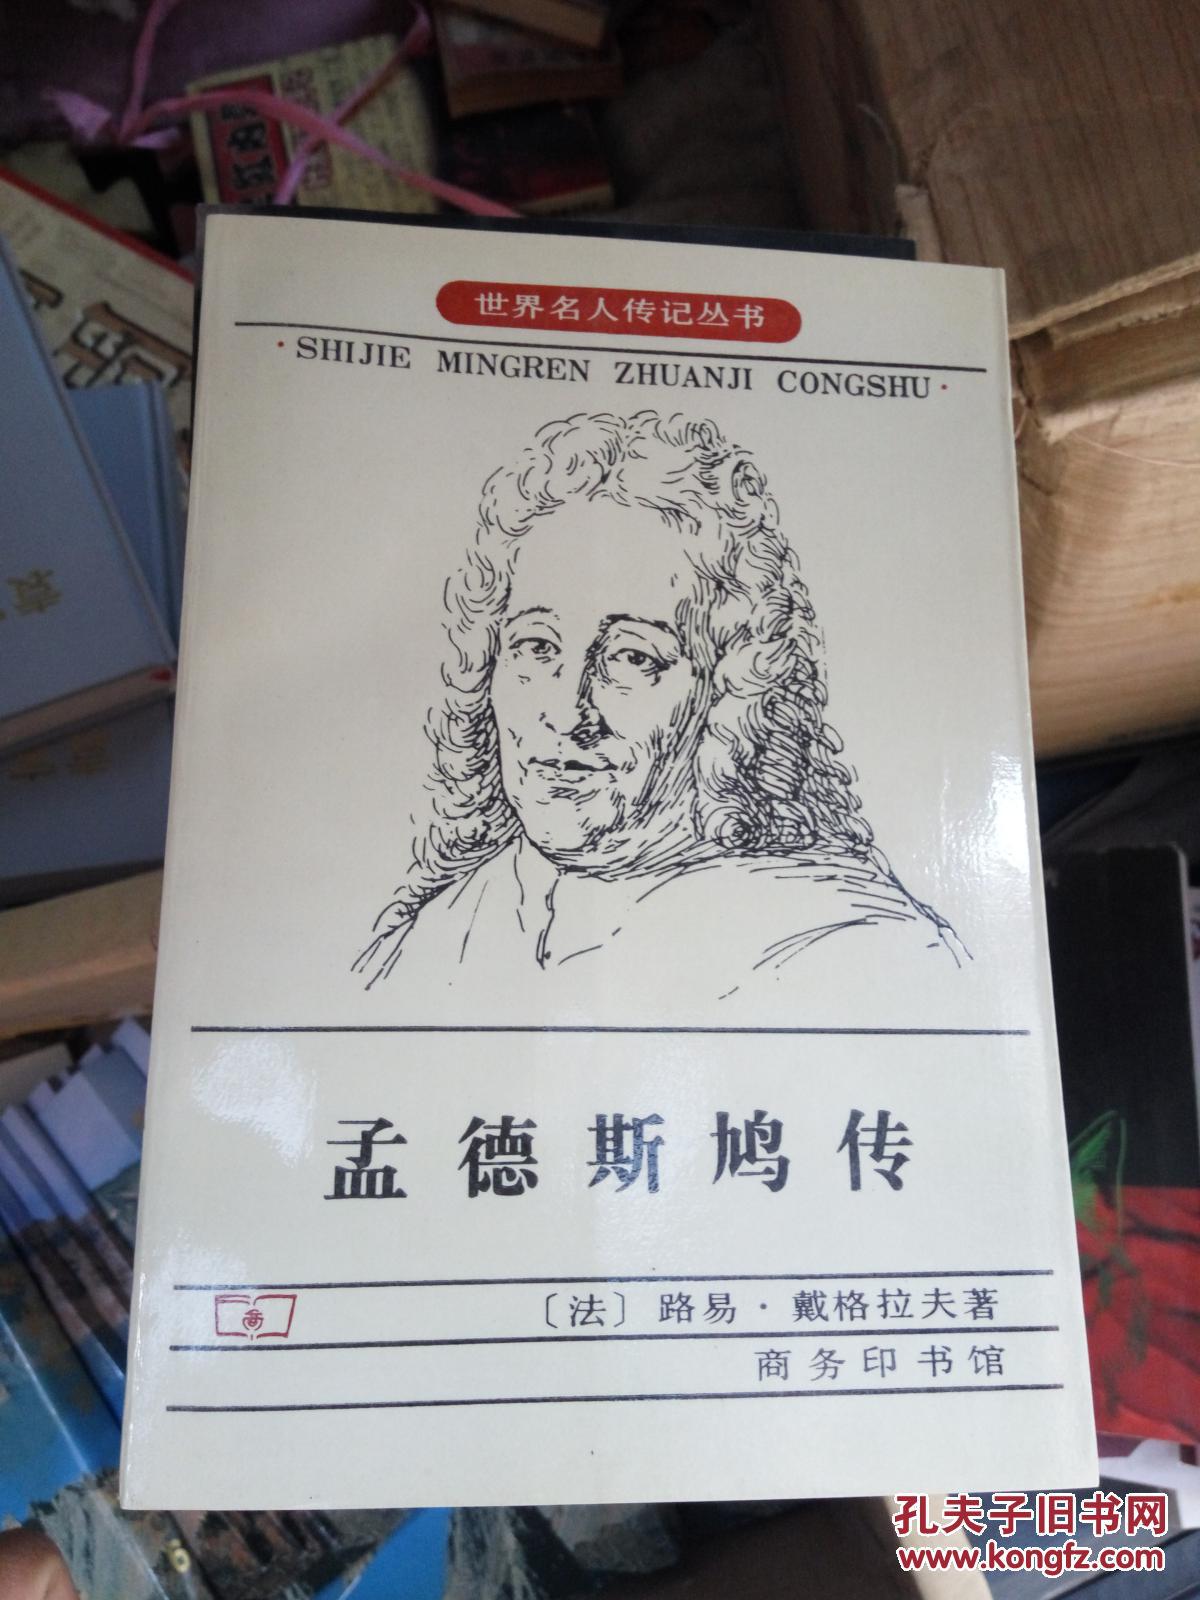 世界名人传记丛书
·SHIJIE MINGREN ZHUANJI CONGSHU·
孟德斯鸠传
〔法〕路易·戴格拉夫著
商务印书馆
孔夫子旧书网
www.kongfz.com